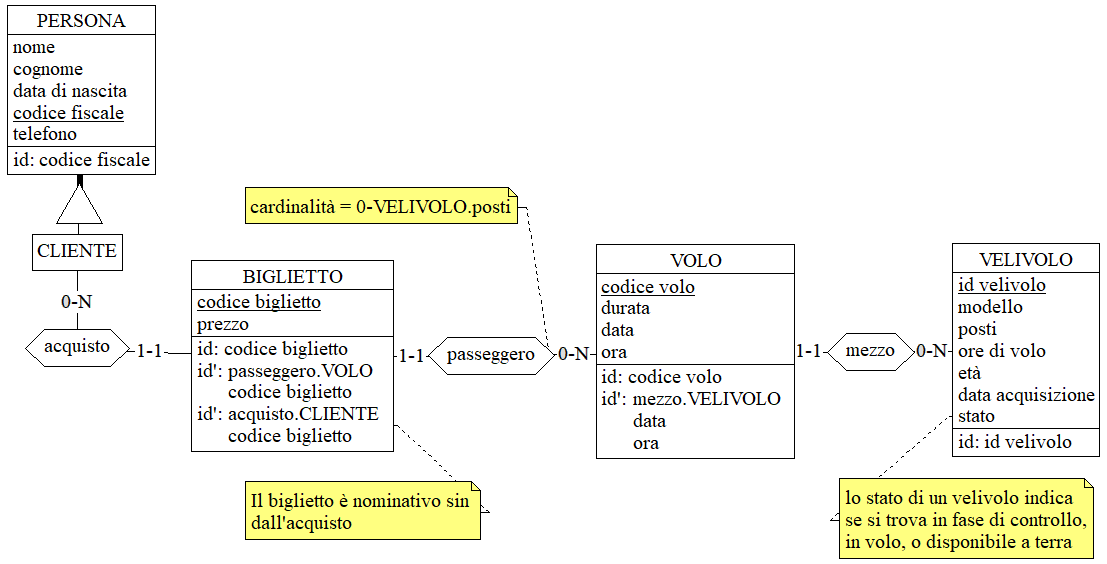 PERSONA
nome
cognome
data di nascita
codice fiscale
telefono
id: codice fiscale
CLIENTE
0-N
acquisto
1-1
BIGLIETTO
codice biglietto
prezzo
id: codice biglietto
id': passeggero.VOLO
codice biglietto
id': acquisto.CLIENTE
codice biglietto
Il biglietto è nominativo sin
dall'acquisto
cardinalità = 0-VELIVOLO.posti
1-1
passeggero
0-N
VOLO
codice volo
durata
data
ora
id: codice volo
id': mezzo.VELIVOLO
data
ora
1-1
mezzo
0-N
VELIVOLO
id velivolo
modello
posti
ore di volo
età
data acquisizione
stato
id: id velivolo
lo stato di un velivolo indica
se si trova in fase di controllo,
in volo, o disponibile a terra